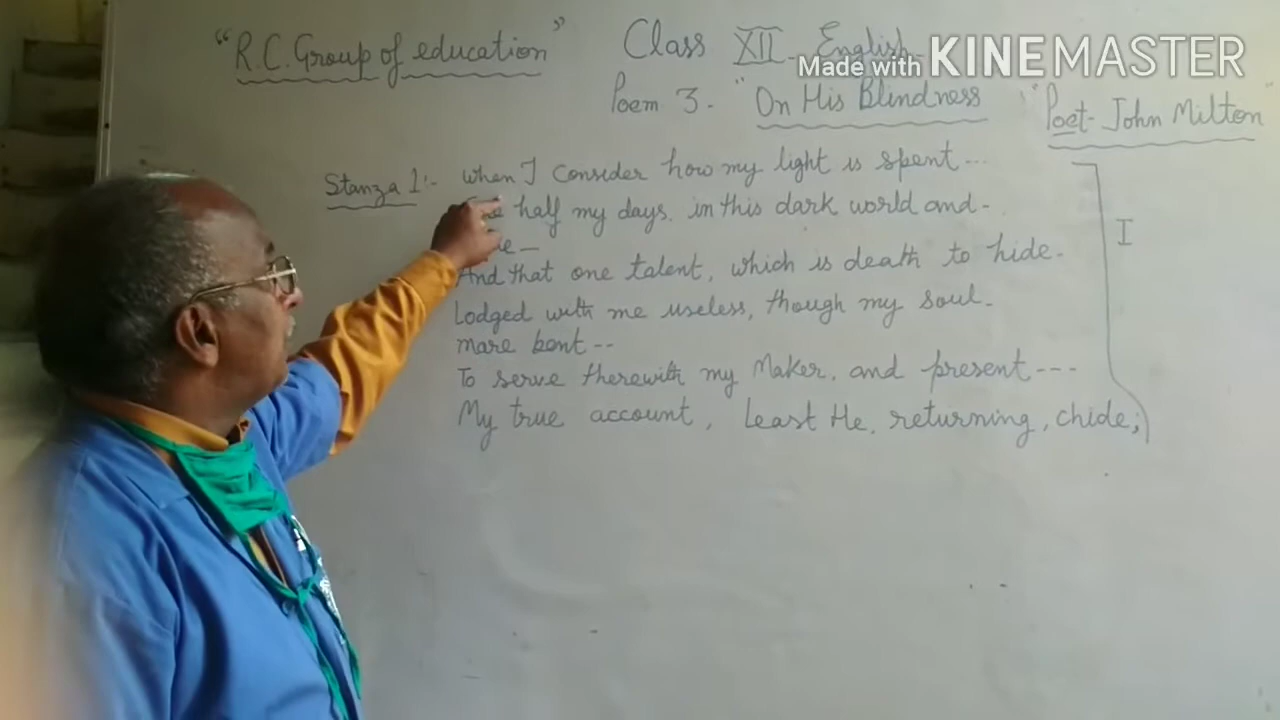 "R.C. Group of education"
Class XII - English
Made with KINEMASTER
Poem 3. "On His Blindness"
Poet - John Milton
Stanza 1:- when I consider how my light is spent...
half my days. in this dark world and -
And that one talent, which is death to hide.
Lodged with me useless, though my soul -
mare bent --
To serve therewith my Maker, and present ---
My true account, Least He, returning, chide;
I